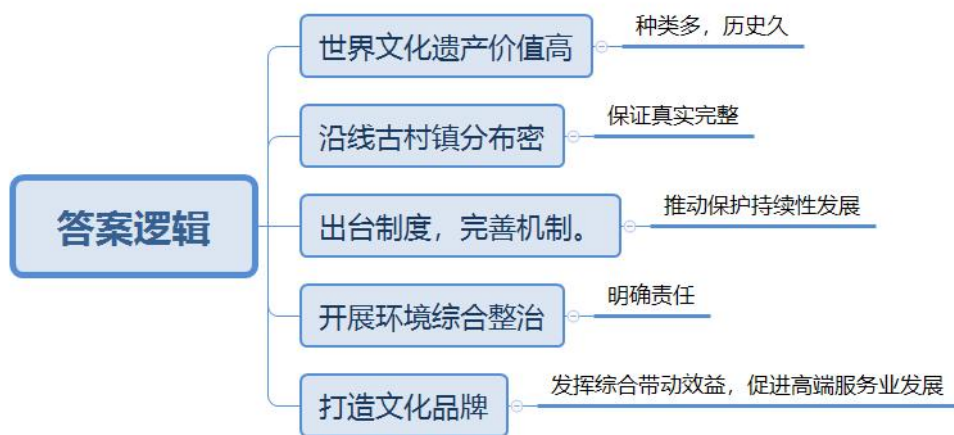 答案逻辑
世界文化遗产价值高
种类多，历史久
沿线古村镇分布密
保证真实完整
出台制度，完善机制。
推动保护持续性发展
开展环境综合整治
明确责任
打造文化品牌
发挥综合带动效益，促进高端服务业发展